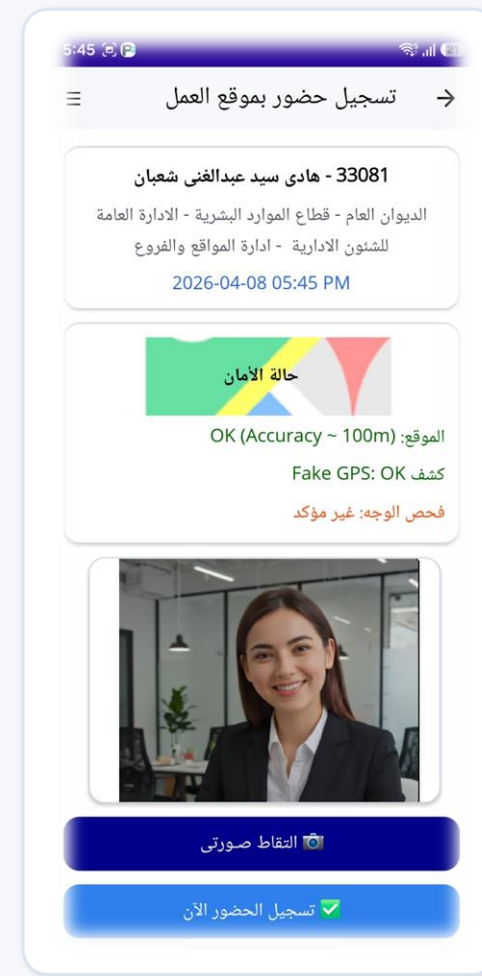 5:45
21
تسجيل حضور بموقع العمل
33081 - هادى سيد عبدالغنى شعبان
الديوان العام - قطاع الموارد البشرية - الادارة العامة
للشئون الادارية - ادارة المواقع والفروع
2026-04-08 05:45 PM
حالة الأمان
الموقع: OK (Accuracy ~ 100m)
كشف Fake GPS: OK
فحص الوجه: غير مؤكد
📷 التقاط صورتى
✅ تسجيل الحضور الآن